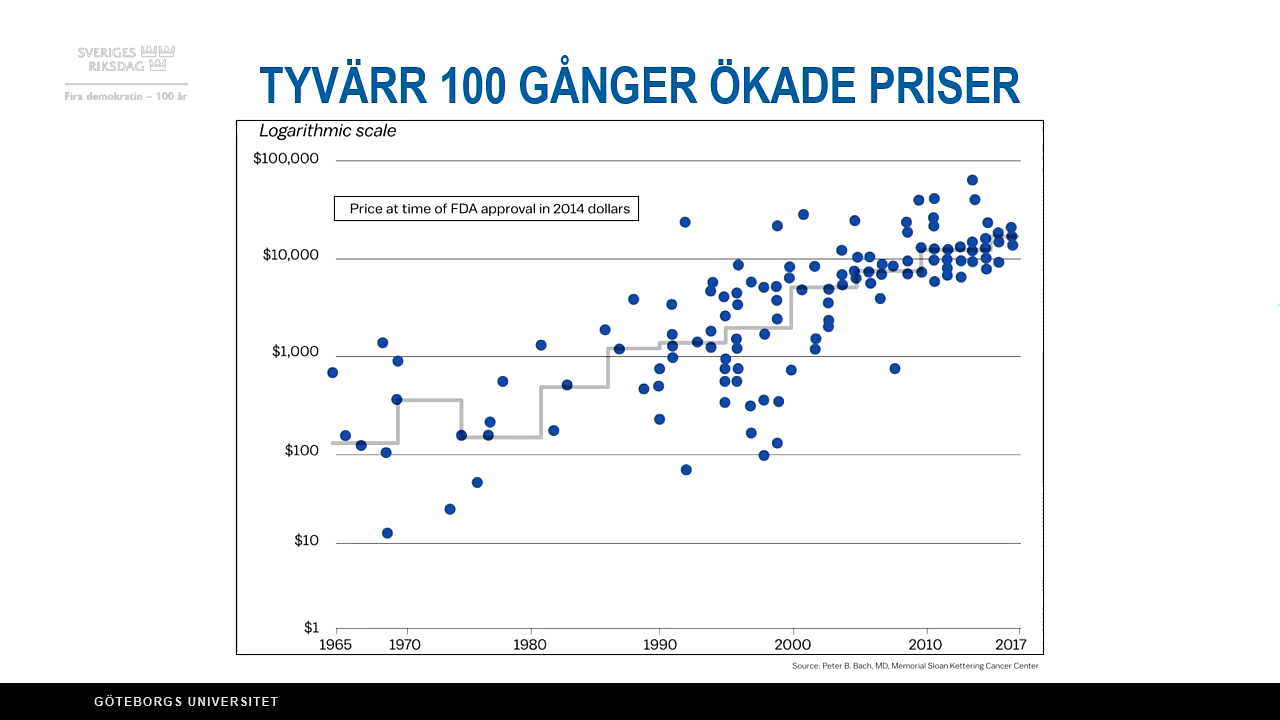 SVERIGES
RIKSDAG
Fira demokratin – 100 år
TYVÄRR 100 GÅNGER ÖKADE PRISER
Logarithmic scale
$100,000
Price at time of FDA approval in 2014 dollars
$10,000
$1,000
$100
$10
$1
1965 1970 1980 1990 2000 2010 2017
Source: Peter B. Bach, MD, Memorial Sloan Kettering Cancer Center
GÖTEBORGS UNIVERSITET